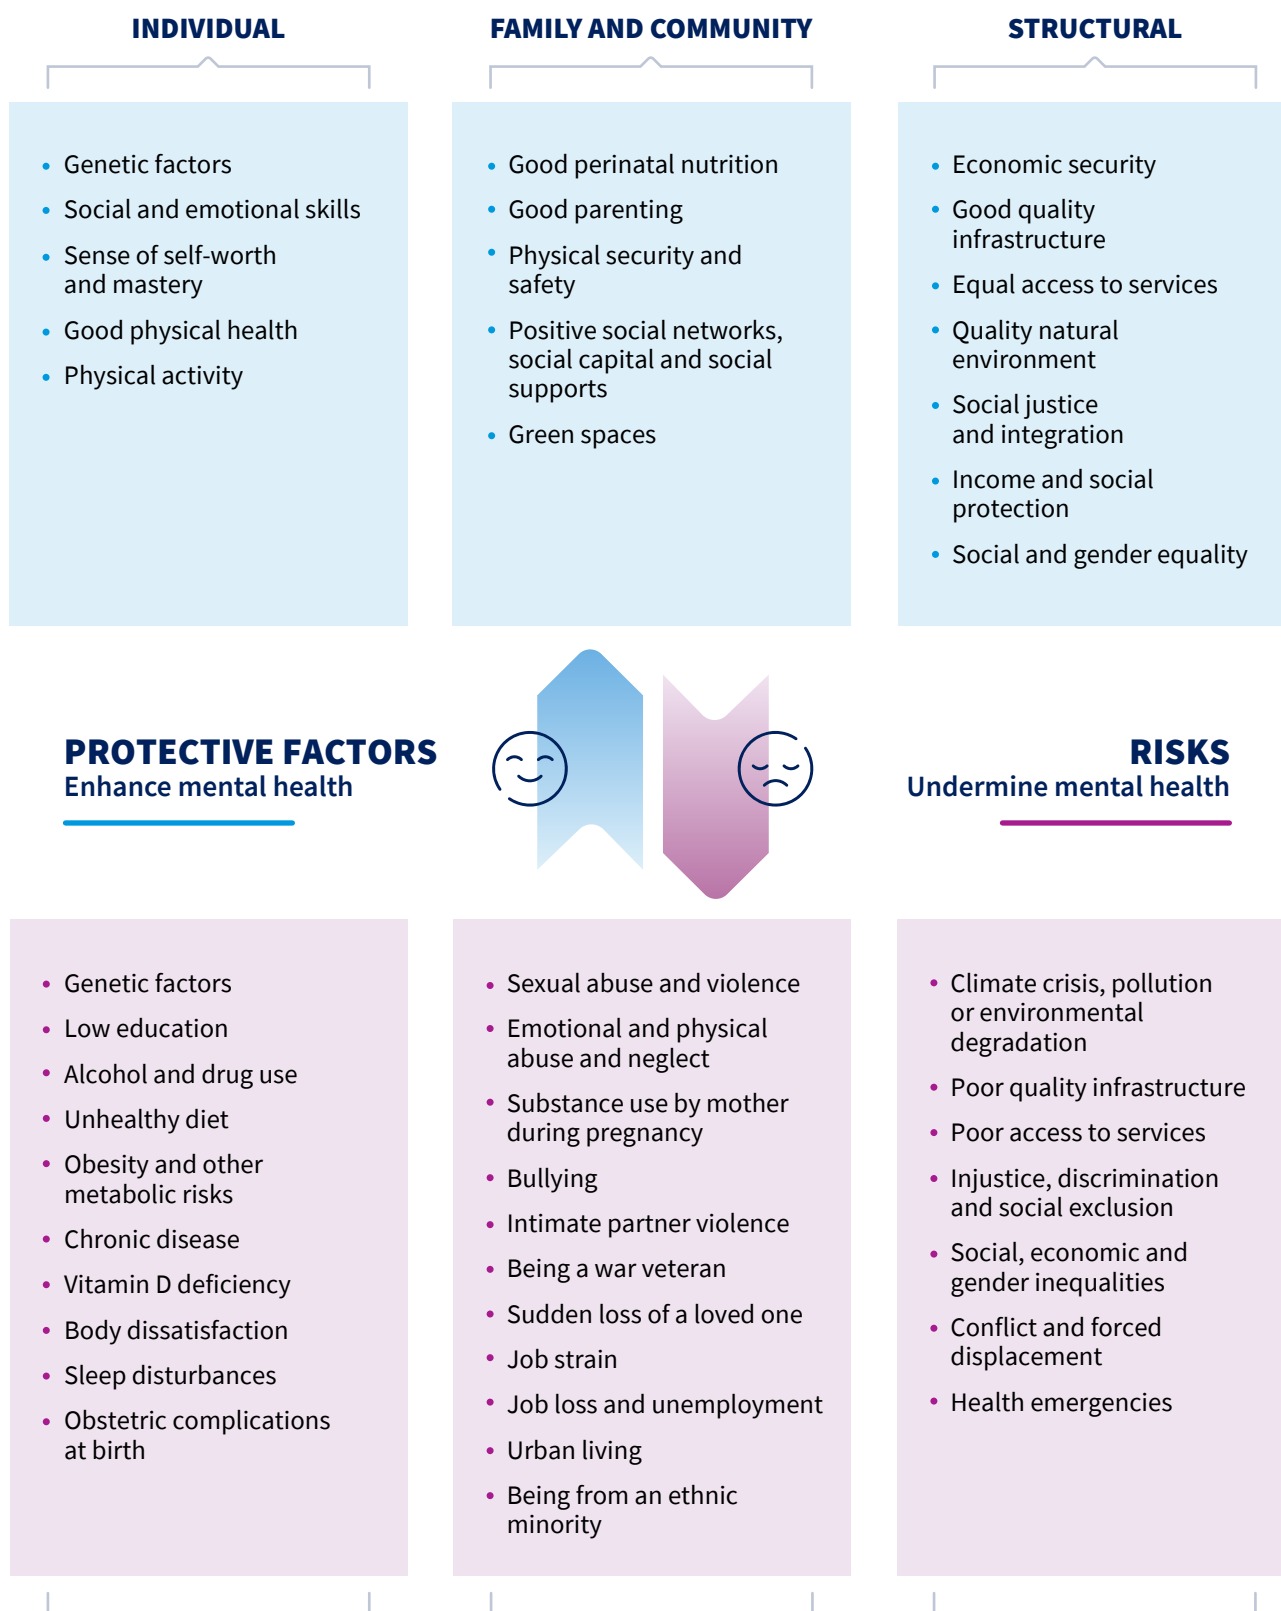 INDIVIDUAL
FAMILY AND COMMUNITY
STRUCTURAL
• Genetic factors
• Social and emotional skills
• Sense of self-worth
and mastery
• Good physical health
• Physical activity
• Good perinatal nutrition
• Good parenting
• Physical security and
safety
• Positive social networks,
social capital and social
supports
• Green spaces
• Economic security
• Good quality
infrastructure
• Equal access to services
• Quality natural
environment
• Social justice
and integration
• Income and social
protection
• Social and gender equality
PROTECTIVE FACTORS
Enhance mental health
RISKS
Undermine mental health
• Genetic factors
• Low education
• Alcohol and drug use
• Unhealthy diet
• Obesity and other
metabolic risks
• Chronic disease
• Vitamin D deficiency
• Body dissatisfaction
• Sleep disturbances
• Obstetric complications
at birth
• Sexual abuse and violence
• Emotional and physical
abuse and neglect
• Substance use by mother
during pregnancy
• Bullying
• Intimate partner violence
• Being a war veteran
• Sudden loss of a loved one
• Job strain
• Job loss and unemployment
• Urban living
• Being from an ethnic
minority
• Climate crisis, pollution
or environmental
degradation
• Poor quality infrastructure
• Poor access to services
• Injustice, discrimination
and social exclusion
• Social, economic and
gender inequalities
• Conflict and forced
displacement
• Health emergencies